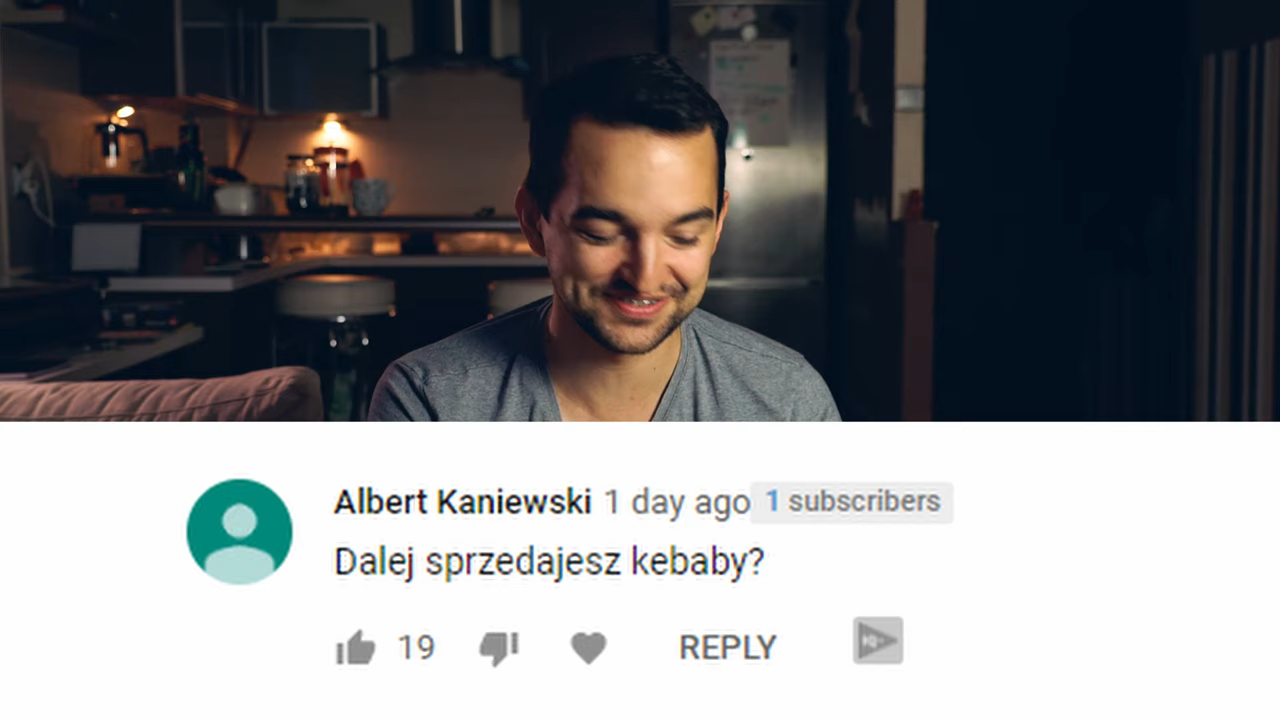 Albert Kaniewski 1 day ago 1 subscribers
Dalej sprzedajesz kebaby?
19 REPLY